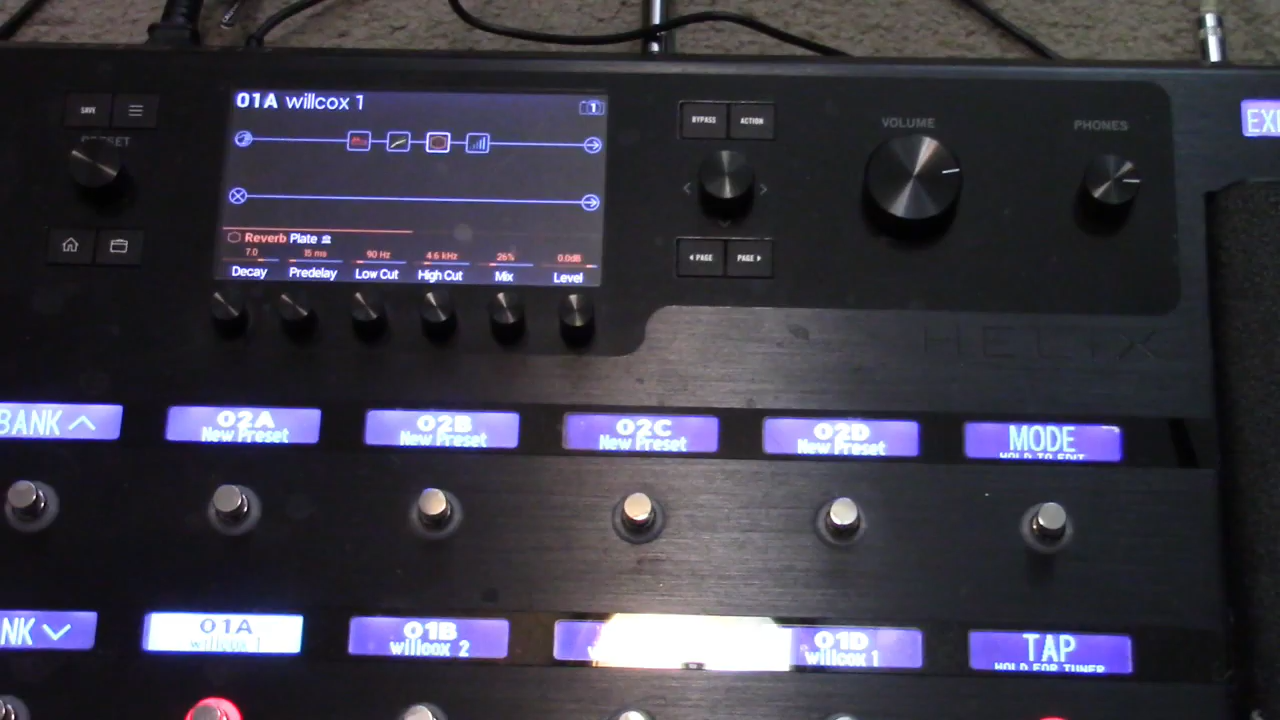 01A willcox 1
1
SAVE
PRESET
BYPASS
ACTION
VOLUME
PHONES
PAGE
PAGE
Reverb Plate
7.0 15 ms 90 Hz 4.6 kHz 26% 0.0dB
Decay Predelay Low Cut High Cut Mix Level
HELIX
BANK
02A
New Preset
02B
New Preset
02C
New Preset
02D
New Preset
MODE
HOLD TO EDIT
01A
willcox 1
01B
willcox 2
01D
willcox 1
TAP
HOLD FOR TUNER